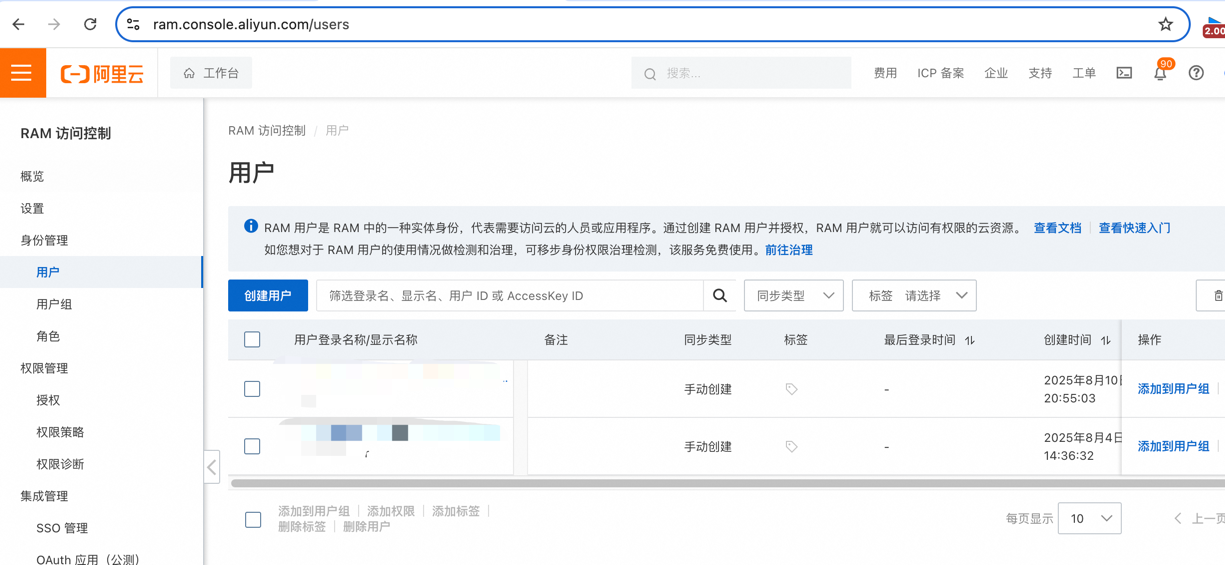 ram.console.aliyun.com/users
2.00
阿里云
工作台
搜索...
费用
ICP 备案
企业
支持
工单
90
RAM 访问控制
概览
设置
身份管理
用户
用户组
角色
权限管理
授权
权限策略
权限诊断
集成管理
SSO 管理
OAuth 应用（公测）
RAM 访问控制 / 用户
用户
RAM 用户是 RAM 中的一种实体身份，代表需要访问云的人员或应用程序。通过创建 RAM 用户并授权，RAM 用户就可以访问有权限的云资源。 查看文档 查看快速入门
如您想对于 RAM 用户的使用情况做检测和治理，可移步身份权限治理检测，该服务免费使用。前往治理
创建用户
筛选登录名、显示名、用户 ID 或 AccessKey ID
同步类型
标签 请选择
用户登录名称/显示名称 备注 同步类型 标签 最后登录时间 创建时间 操作
手动创建 - 2025年8月10日 添加到用户组
20:55:03
手动创建 - 2025年8月4日 添加到用户组
14:36:32
添加到用户组 添加权限 添加标签
删除标签 删除用户
每页显示 10 上一页